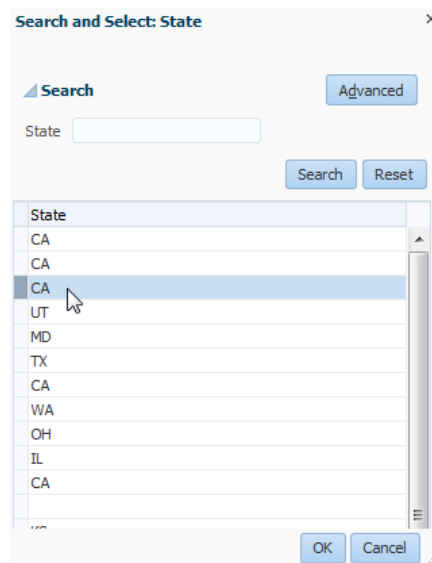 Search and Select: State
Search
Advanced
State
Search Reset
State
CA
CA
CA
UT
MD
TX
CA
WA
OH
IL
CA
OK Cancel